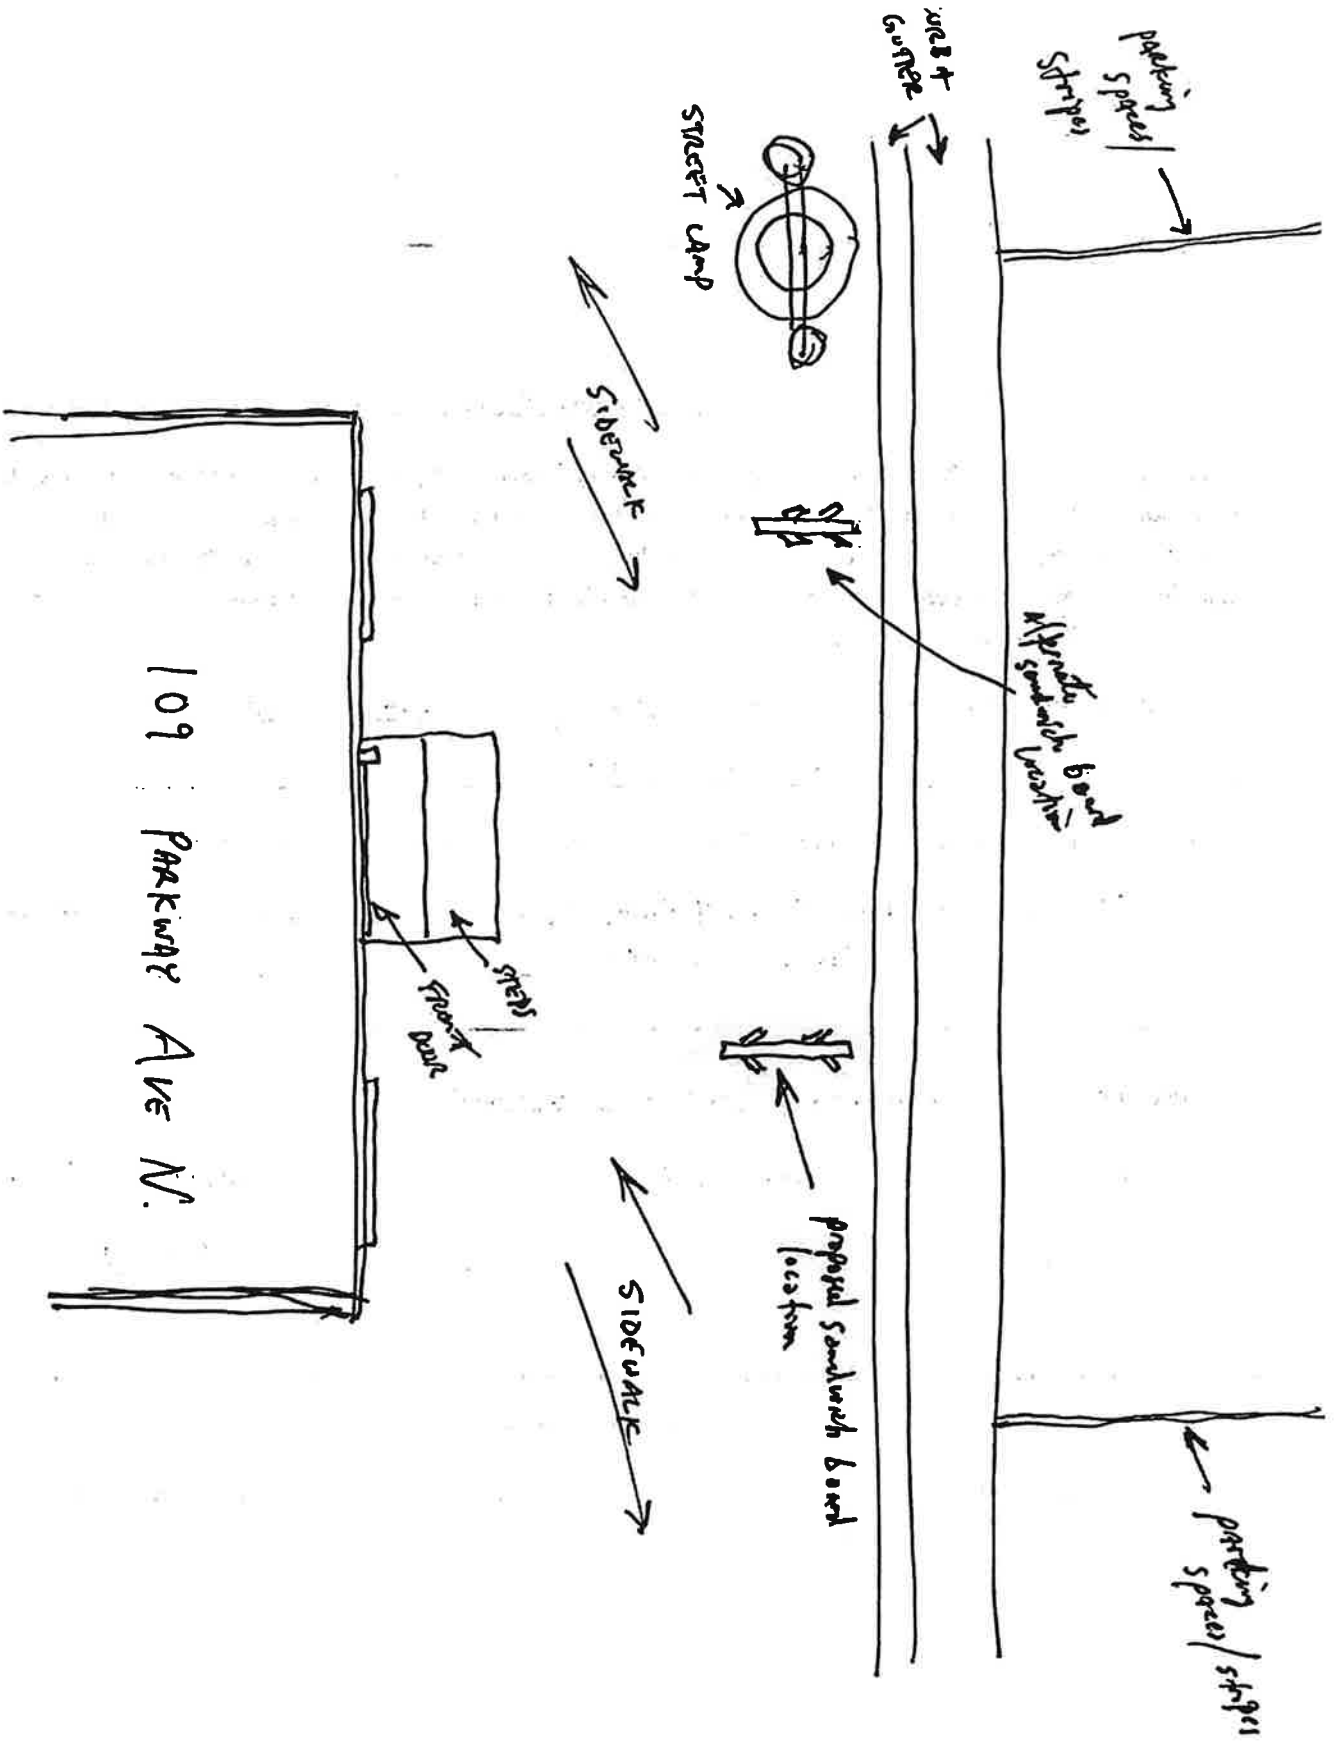 parking
spaces/
stripes
CURB &
GUTTER
STREET LAMP
SIDEWALK
Alternate
sandwich board
location
STEPS
FRONT
DOOR
proposed sandwich board
location
SIDEWALK
parking
spaces/stripes
109 PARKWAY AVE N.